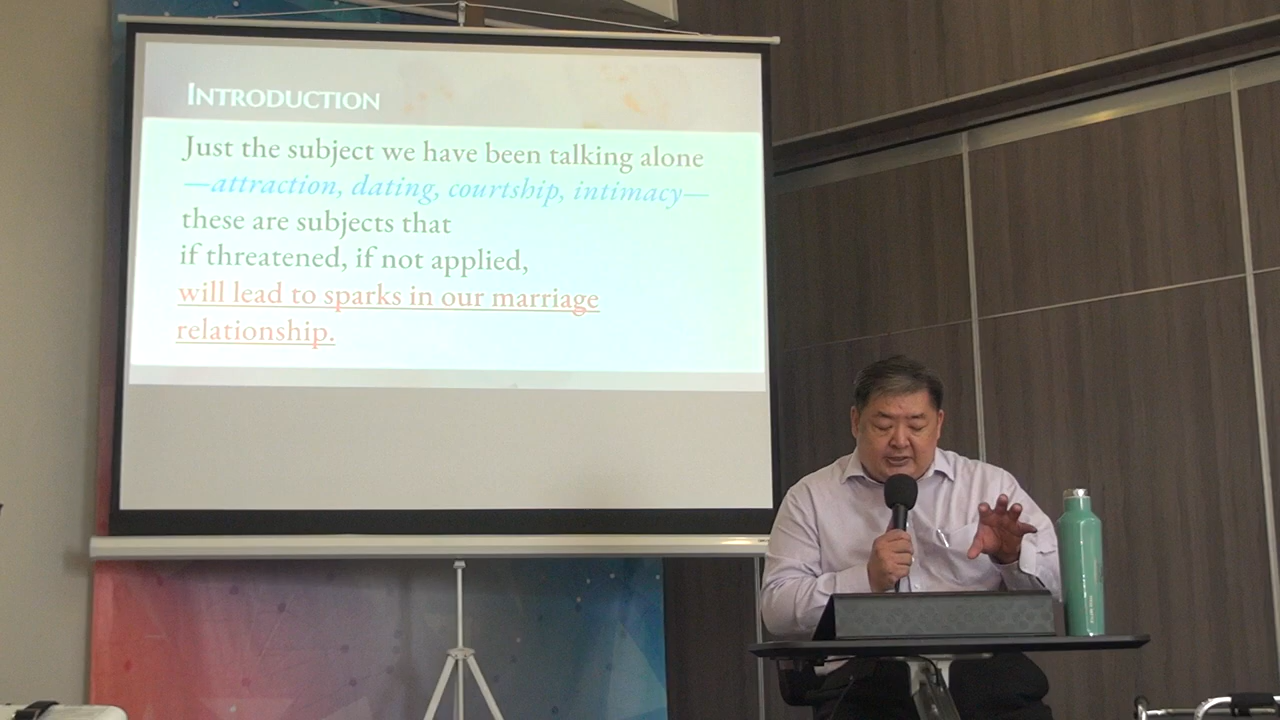 INTRODUCTION
Just the subject we have been talking alone
—attraction, dating, courtship, intimacy—
these are subjects that
if threatened, if not applied,
will lead to sparks in our marriage
relationship.